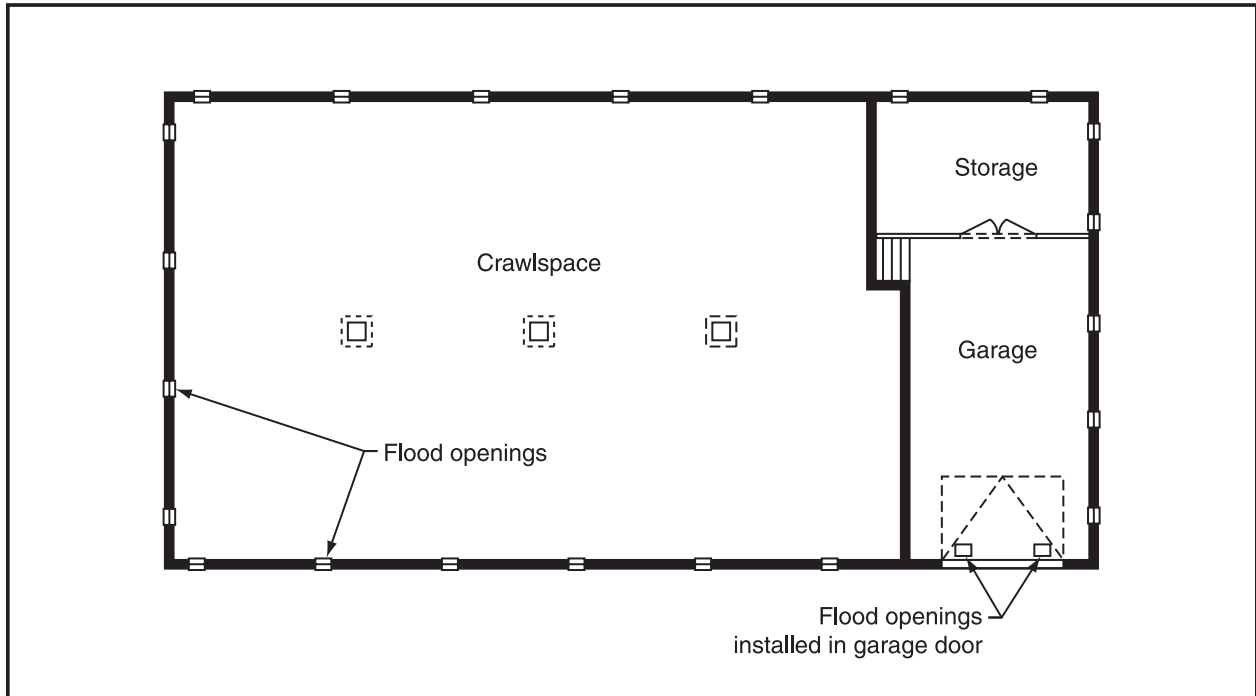 Storage
Crawlspace
Garage
Flood openings
Flood openings
installed in garage door